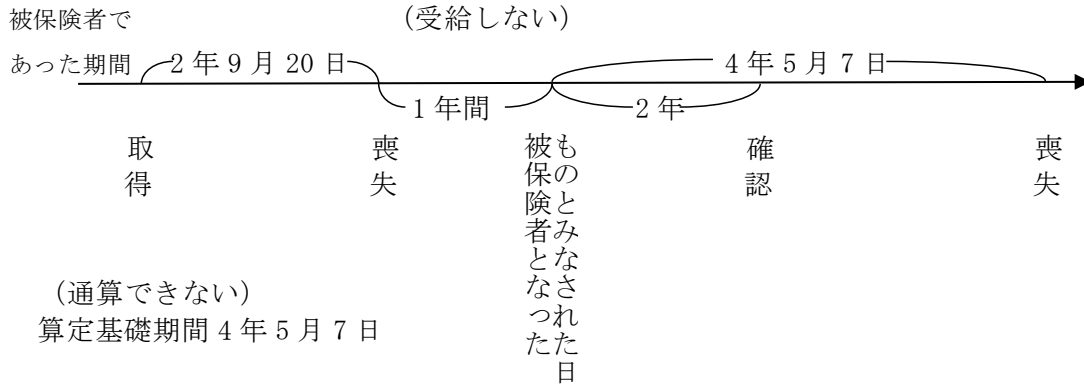 被保険者で
あった期間
(受給しない)
2年9月20日
4年5月7日
1年間
2年
取得
喪失
被保険者となった
ものとみなされた日
確認
喪失
(通算できない)
算定基礎期間4年5月7日